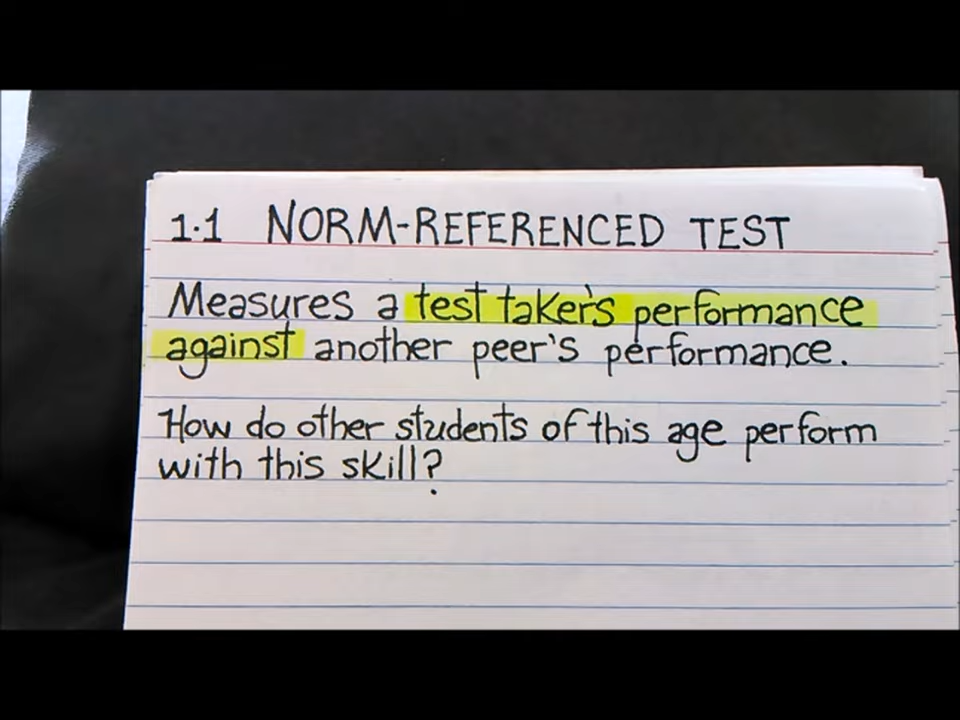 1.1 NORM-REFERENCED TEST
Measures a test taker's performance
against another peer's performance.
How do other students of this age perform
with this skill?